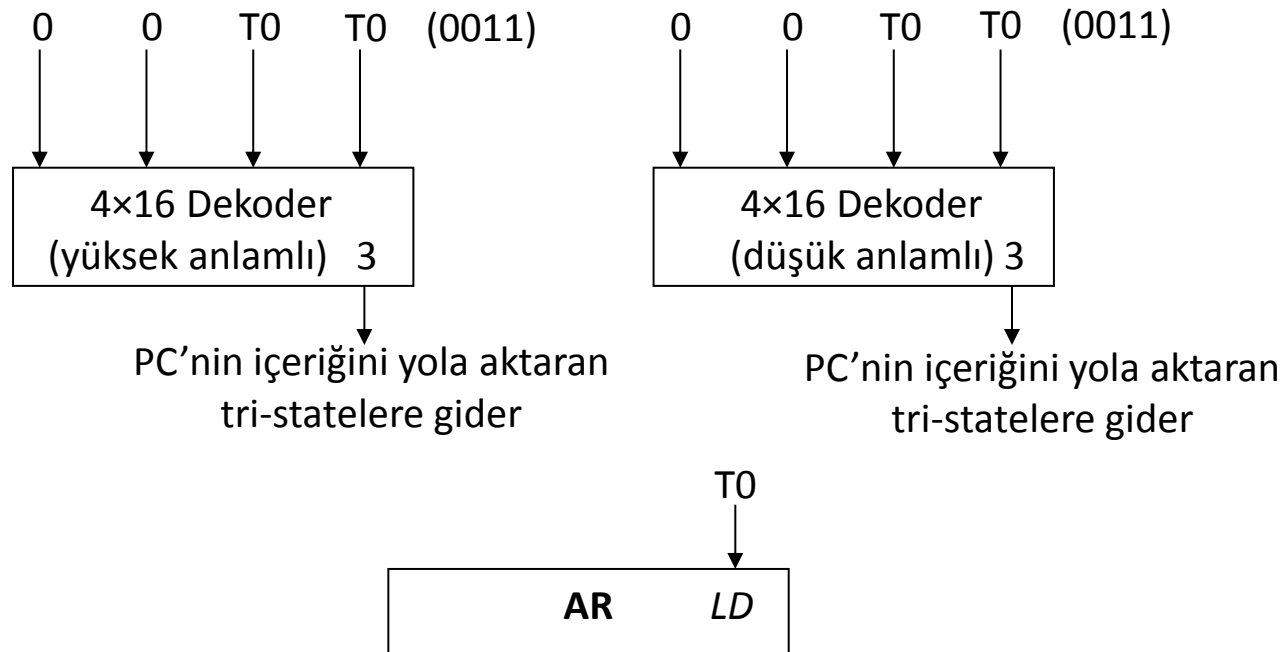 0 0 T0 T0 (0011) 0 0 T0 T0 (0011)
4×16 Dekoder
(yüksek anlamlı) 3
4×16 Dekoder
(düşük anlamlı) 3
PC’nin içeriğini yola aktaran
tri-statelere gider
PC’nin içeriğini yola aktaran
tri-statelere gider
T0
AR LD